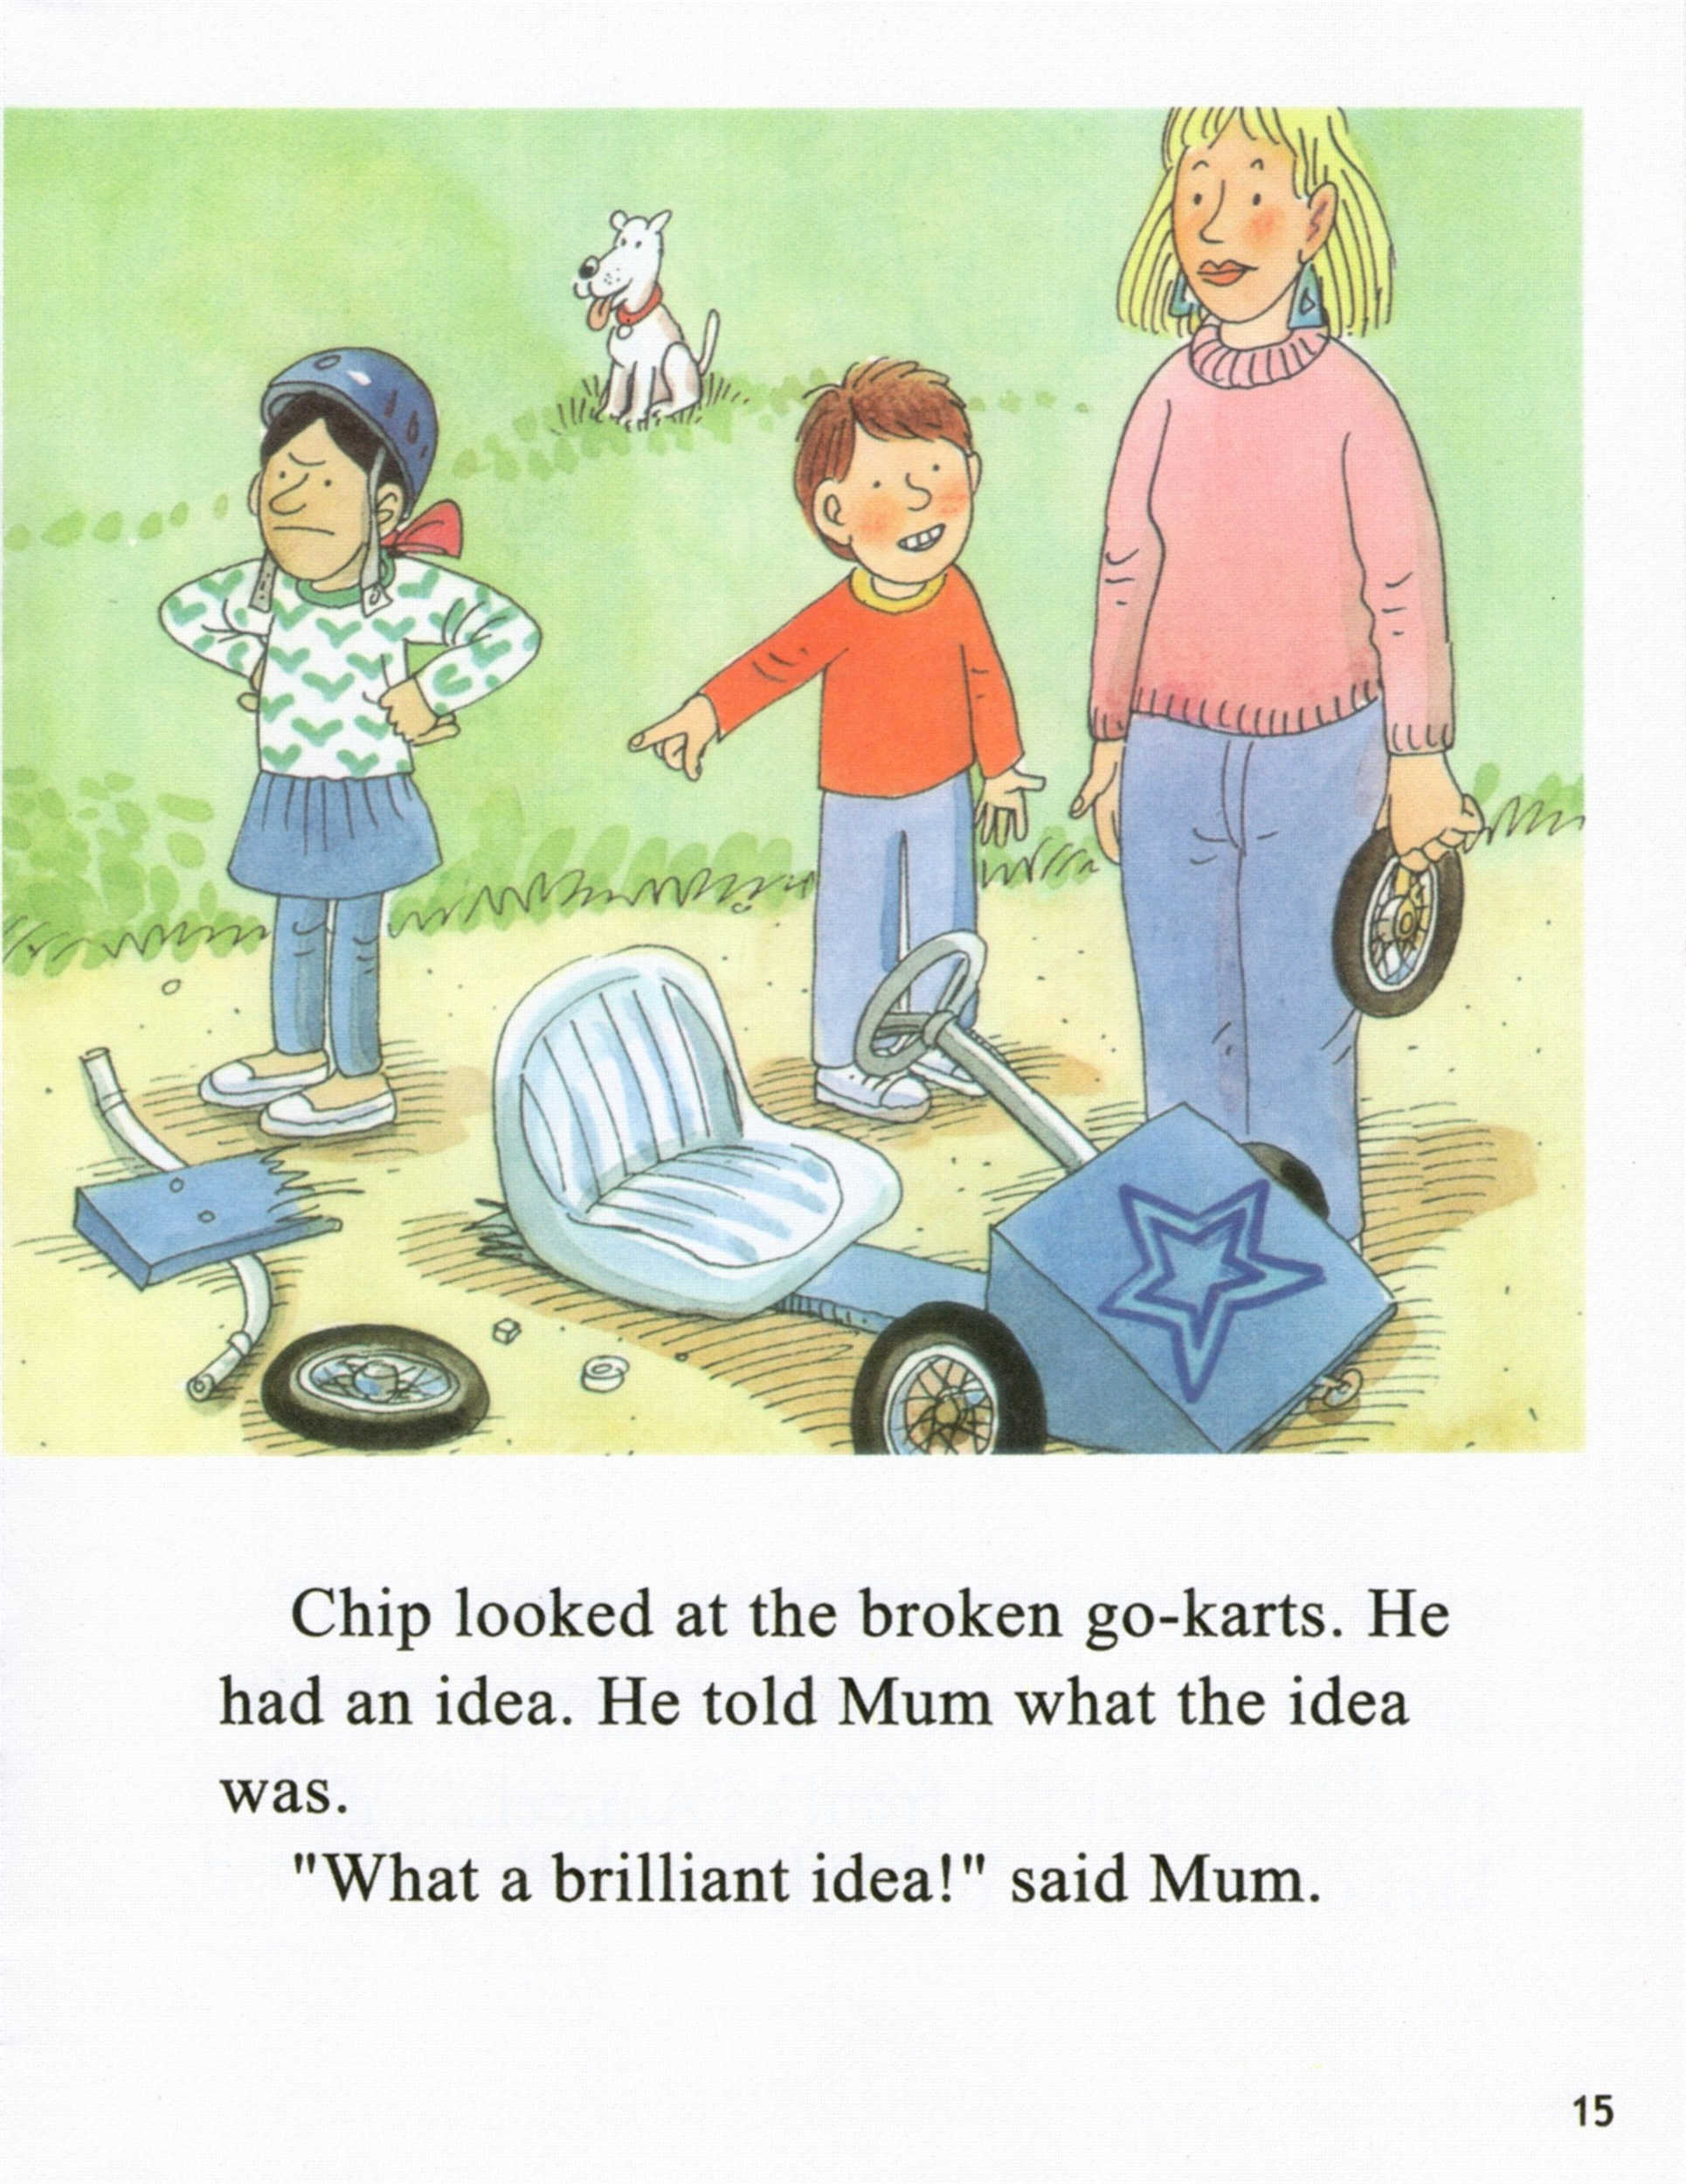 Chip looked at the broken go-karts. He
had an idea. He told Mum what the idea
was.
"What a brilliant idea!" said Mum.
15